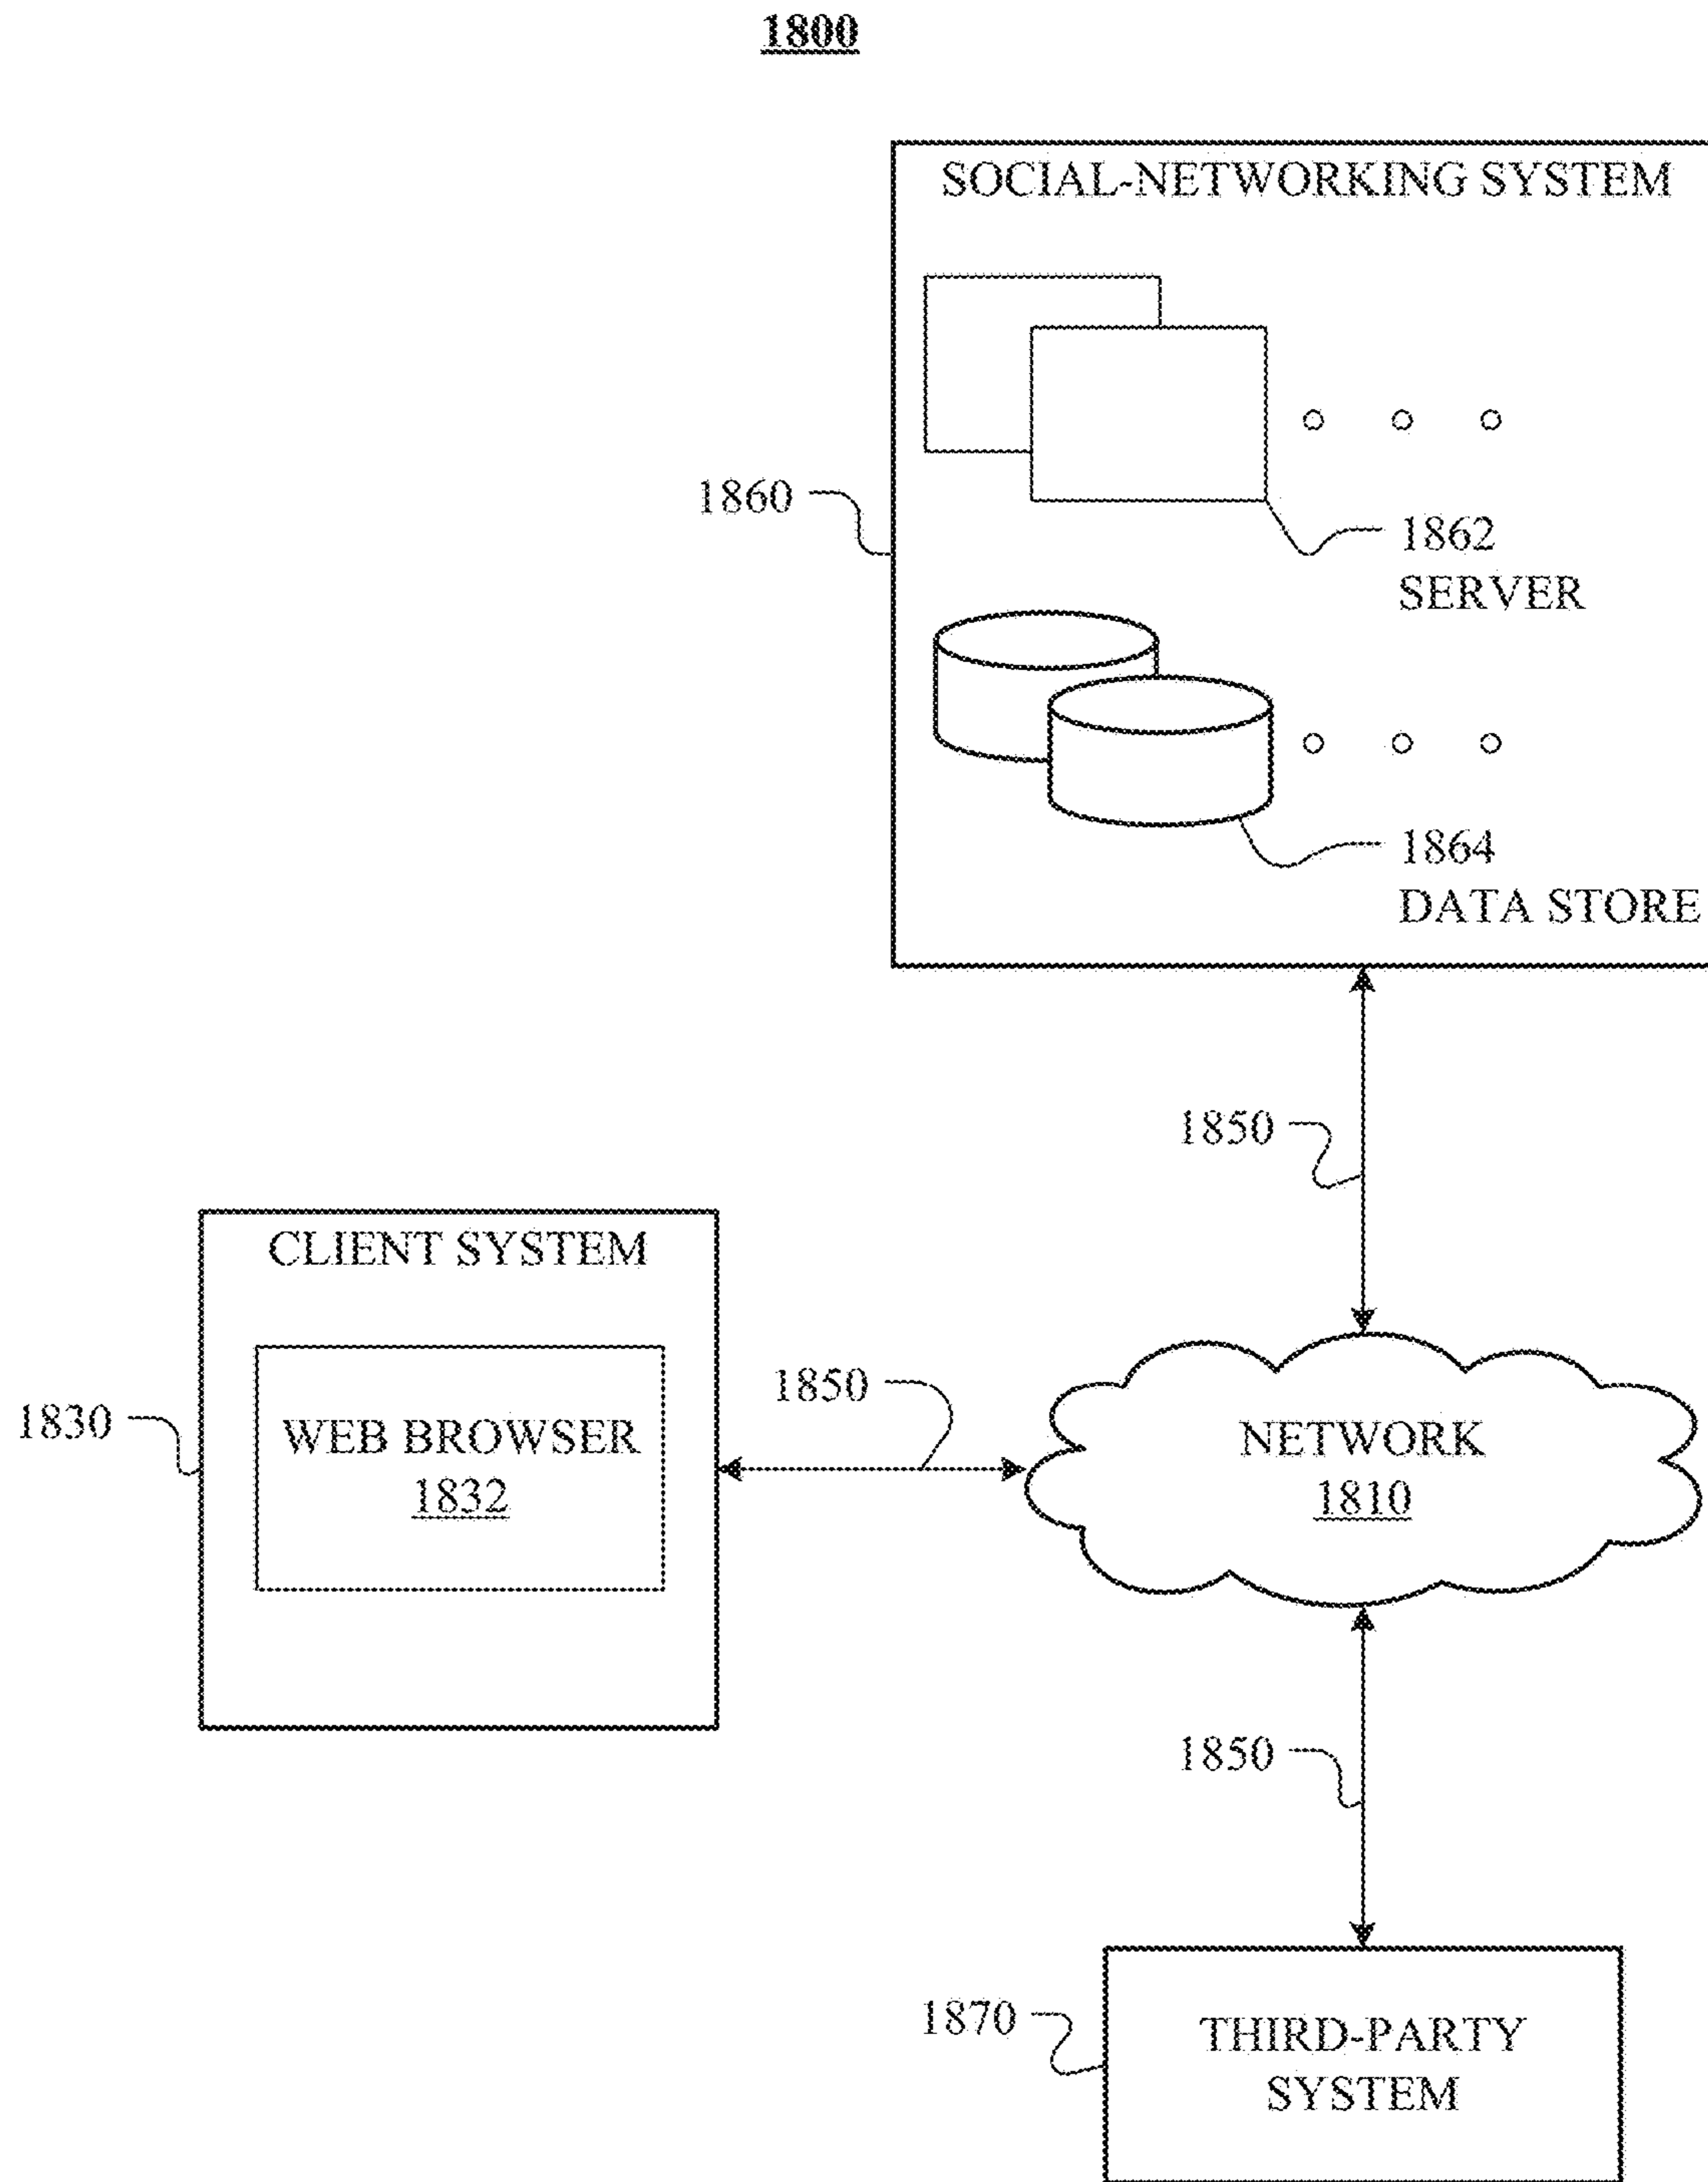 1800
SOCIAL-NETWORKING SYSTEM
1860
1862
SERVER
1864
DATA STORE
1850
CLIENT SYSTEM
WEB BROWSER
1832
1830
1850
NETWORK
1810
1850
1870
THIRD-PARTY
SYSTEM